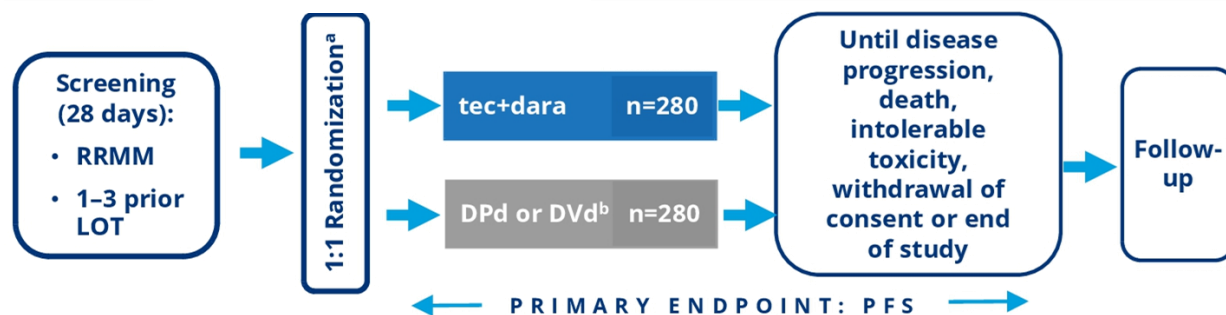 Screening
(28 days):
• RRMM
• 1–3 prior
LOT
1:1 Randomizationᵃ
tec+dara n=280
DPd or DVdᵇ n=280
Until disease
progression,
death,
intolerable
toxicity,
withdrawal of
consent or end
of study
Follow-
up
PRIMARY ENDPOINT: PFS